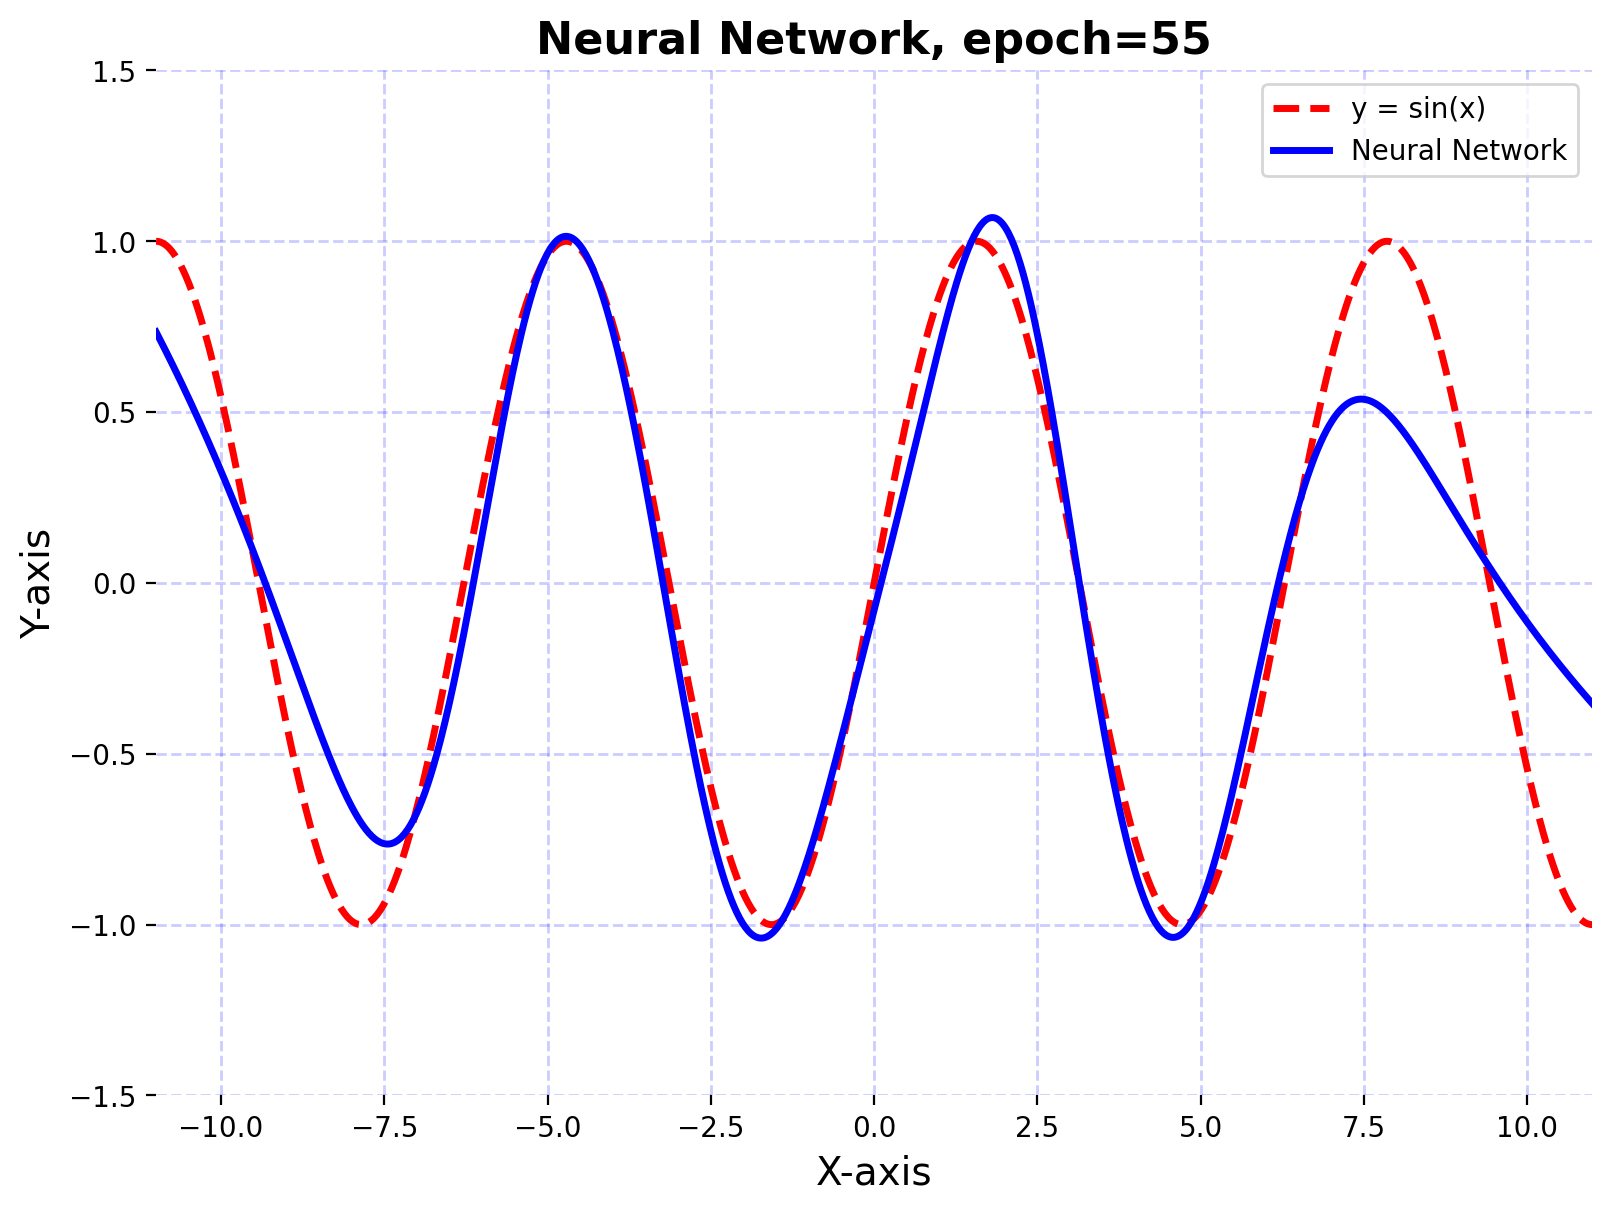 Neural Network, epoch=55
y = sin(x)
Neural Network
1.5
1.0
0.5
0.0
−0.5
−1.0
−1.5
Y-axis
−10.0 −7.5 −5.0 −2.5 0.0 2.5 5.0 7.5 10.0
X-axis